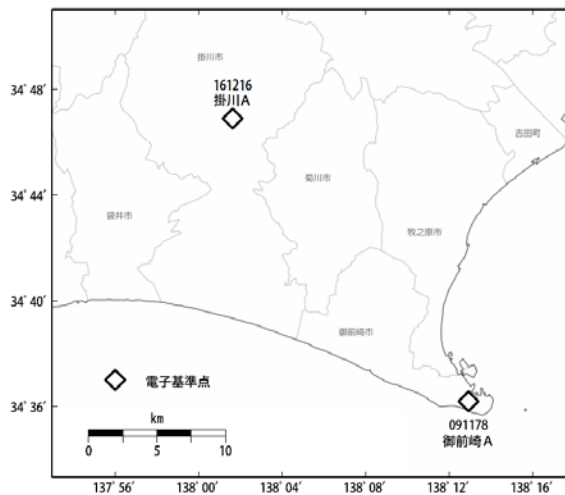 掛川市
34°48′
161216
掛川A
吉田町
34°44′
菊川市
袋井市
牧之原市
34°40′
御前崎市
電子基準点
34°36′
km
0 5 10
091178
御前崎A
137°56′ 138°00′ 138°04′ 138°08′ 138°12′ 138°16′